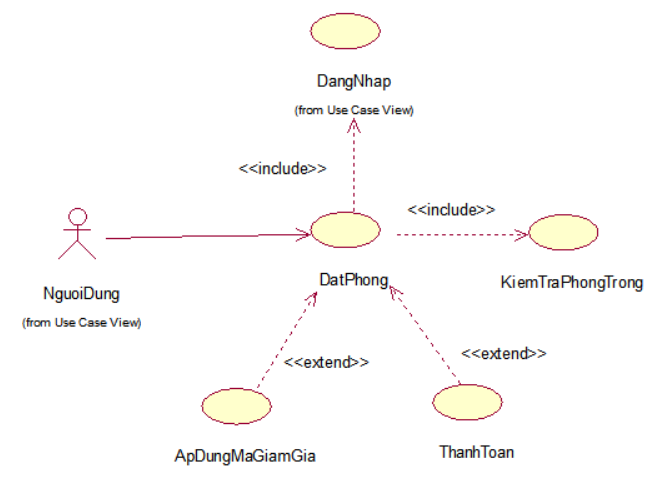 DangNhap
(from Use Case View)
<<include>>
<<include>>
DatPhong
KiemTraPhongTrong
NguoiDung
(from Use Case View)
<<extend>>
<<extend>>
ApDungMaGiamGia
ThanhToan